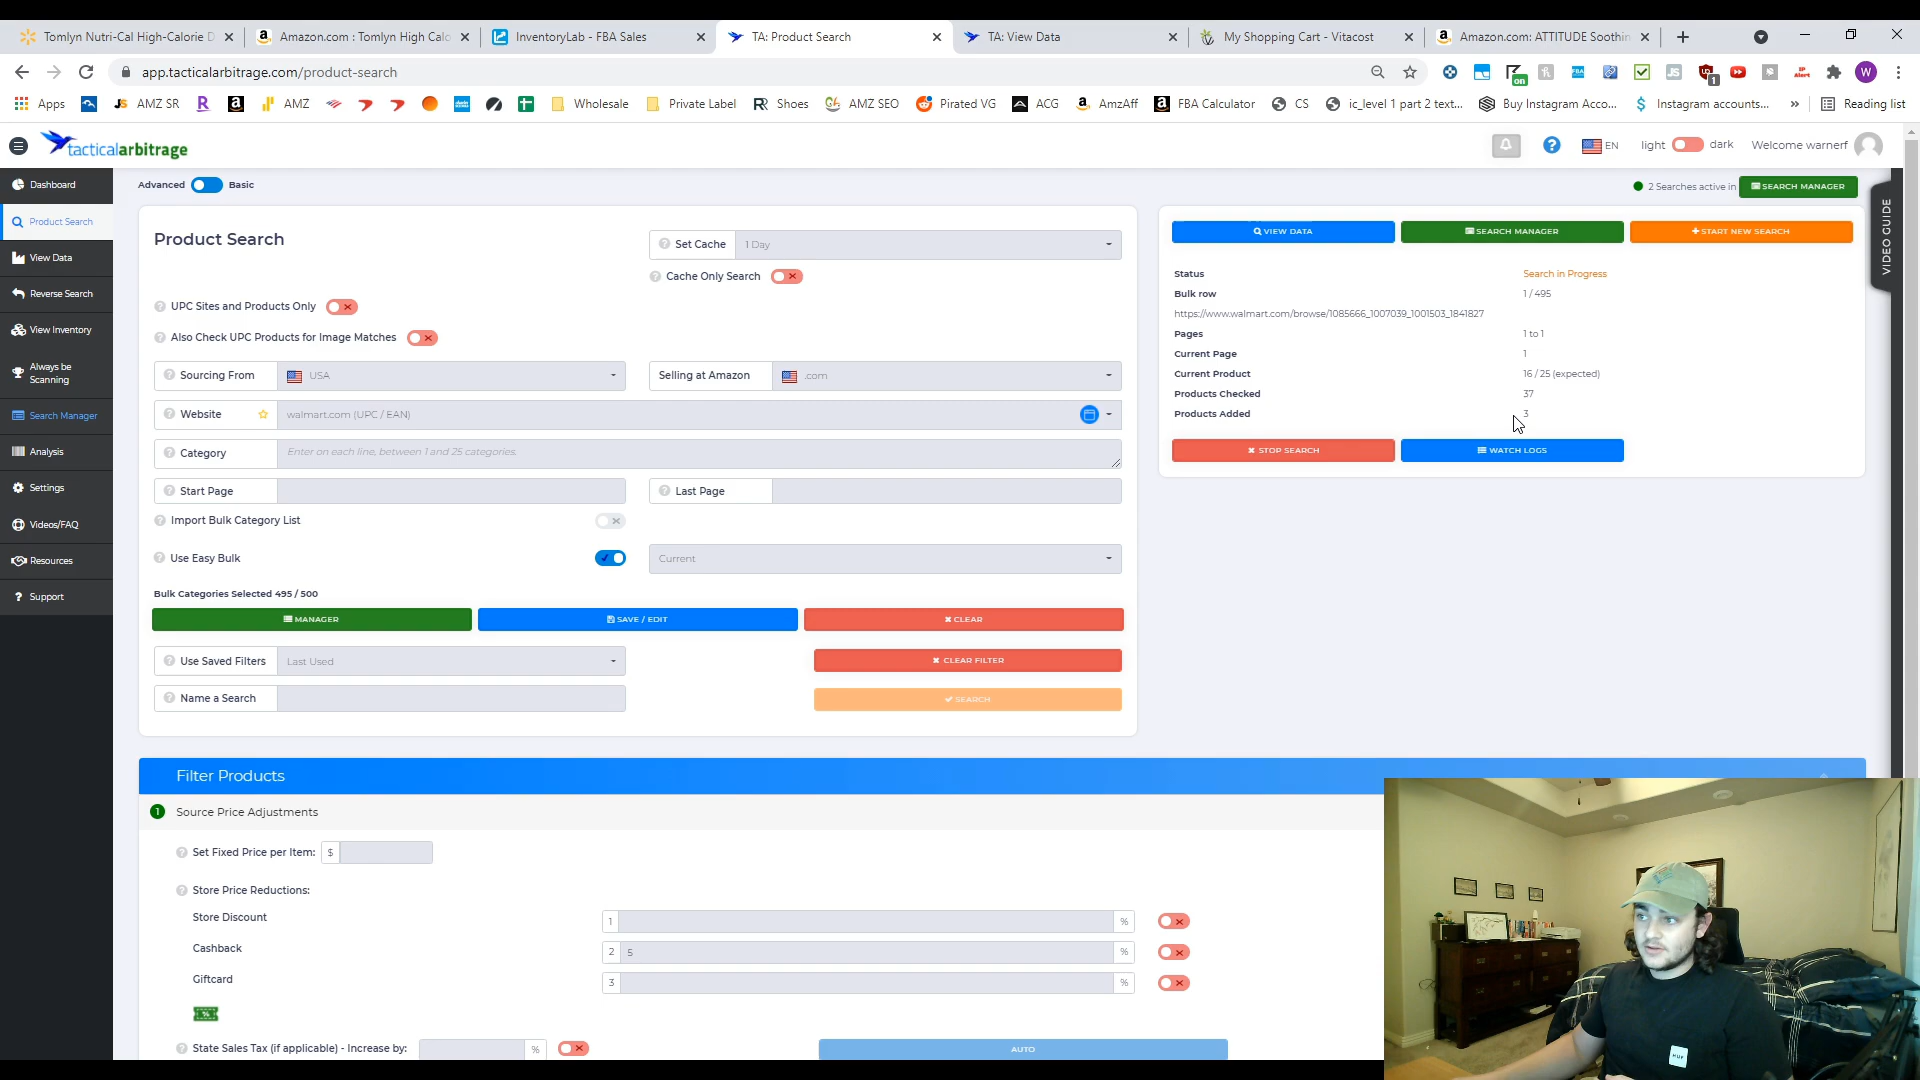 Tomlyn Nutri-Cal High-Calorie D
Amazon.com : Tomlyn High Calo
InventoryLab - FBA Sales
TA: Product Search
TA: View Data
My Shopping Cart - Vitacost
Amazon.com: ATTITUDE Soothin
app.tacticalarbitrage.com/product-search
Apps
AMZ SR
AMZ
Wholesale
Private Label
Shoes
AMZ SEO
Pirated VG
ACG
AmzAff
FBA Calculator
CS
ic_level 1 part 2 text...
Buy Instagram Acco...
Instagram accounts...
»
Reading list
tacticalarbitrage
EN
light
dark
Welcome warnerf
Dashboard
Product Search
View Data
Reverse Search
View Inventory
Always be
Scanning
Search Manager
Analysis
Settings
Videos/FAQ
Resources
Support
Advanced
Basic
2 Searches active in
SEARCH MANAGER
VIDEO GUIDE
Product Search
Set Cache
1 Day
Cache Only Search
UPC Sites and Products Only
Also Check UPC Products for Image Matches
Sourcing From
USA
Selling at Amazon
.com
Website
walmart.com (UPC / EAN)
Category
Enter on each line, between 1 and 25 categories.
Start Page
Last Page
Import Bulk Category List
Use Easy Bulk
Current
Bulk Categories Selected 495 / 500
MANAGER
SAVE / EDIT
CLEAR
Use Saved Filters
Last Used
CLEAR FILTER
Name a Search
SEARCH
VIEW DATA
SEARCH MANAGER
START NEW SEARCH
Status
Search in Progress
Bulk row
1 / 495
https://www.walmart.com/browse/1085666_1007039_1001503_1841827
Pages
1 to 1
Current Page
1
Current Product
16 / 25 (expected)
Products Checked
37
Products Added
3
STOP SEARCH
WATCH LOGS
Filter Products
1
Source Price Adjustments
Set Fixed Price per Item:
$
Store Price Reductions:
Store Discount
1
%
Cashback
2
5
%
Giftcard
3
%
State Sales Tax (if applicable) - Increase by:
%
AUTO